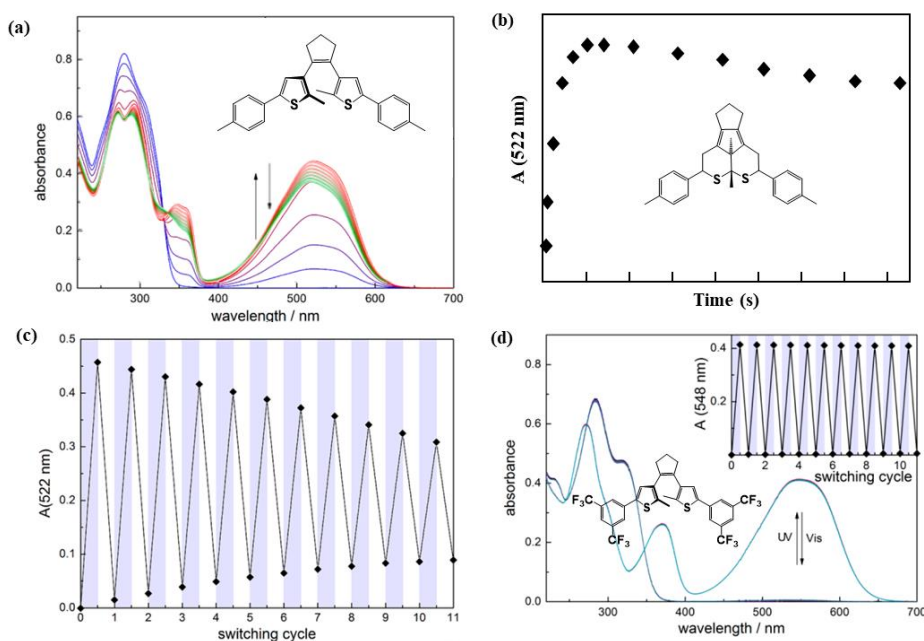 (a)
0.8
0.6
0.4
0.2
0.0
absorbance
S
S
300
400
500
600
700
wavelength / nm
(b)
A (522 nm)
S
S
Time (s)
(c)
0.5
0.4
0.3
0.2
0.1
0.0
A(522 nm)
0 1 2 3 4 5 6 7 8 9 10 11
switching cycle
(d)
0.8
0.6
0.4
0.2
0.0
absorbance
F₃C
CF₃
S
S
CF₃
CF₃
UV
Vis
300 400 500 600 700
wavelength / nm
0.4
0.2
0.0
A (548 nm)
0 2 4 6 8 10
switching cycle